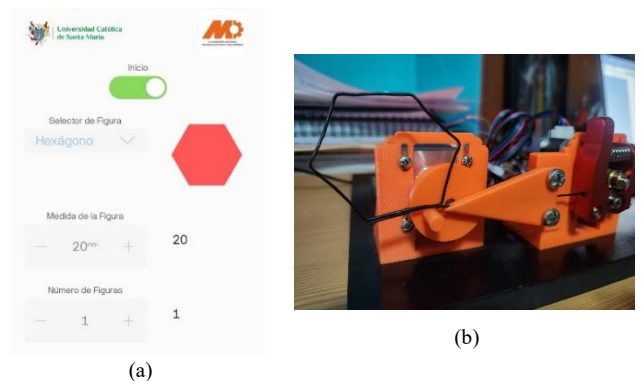 Universidad Católica
de Santa María
Inicio
Selector de Figura
Hexágono
Medida de la Figura
— 20mm + 20
Número de Figuras
— 1 + 1
(a)
(b)